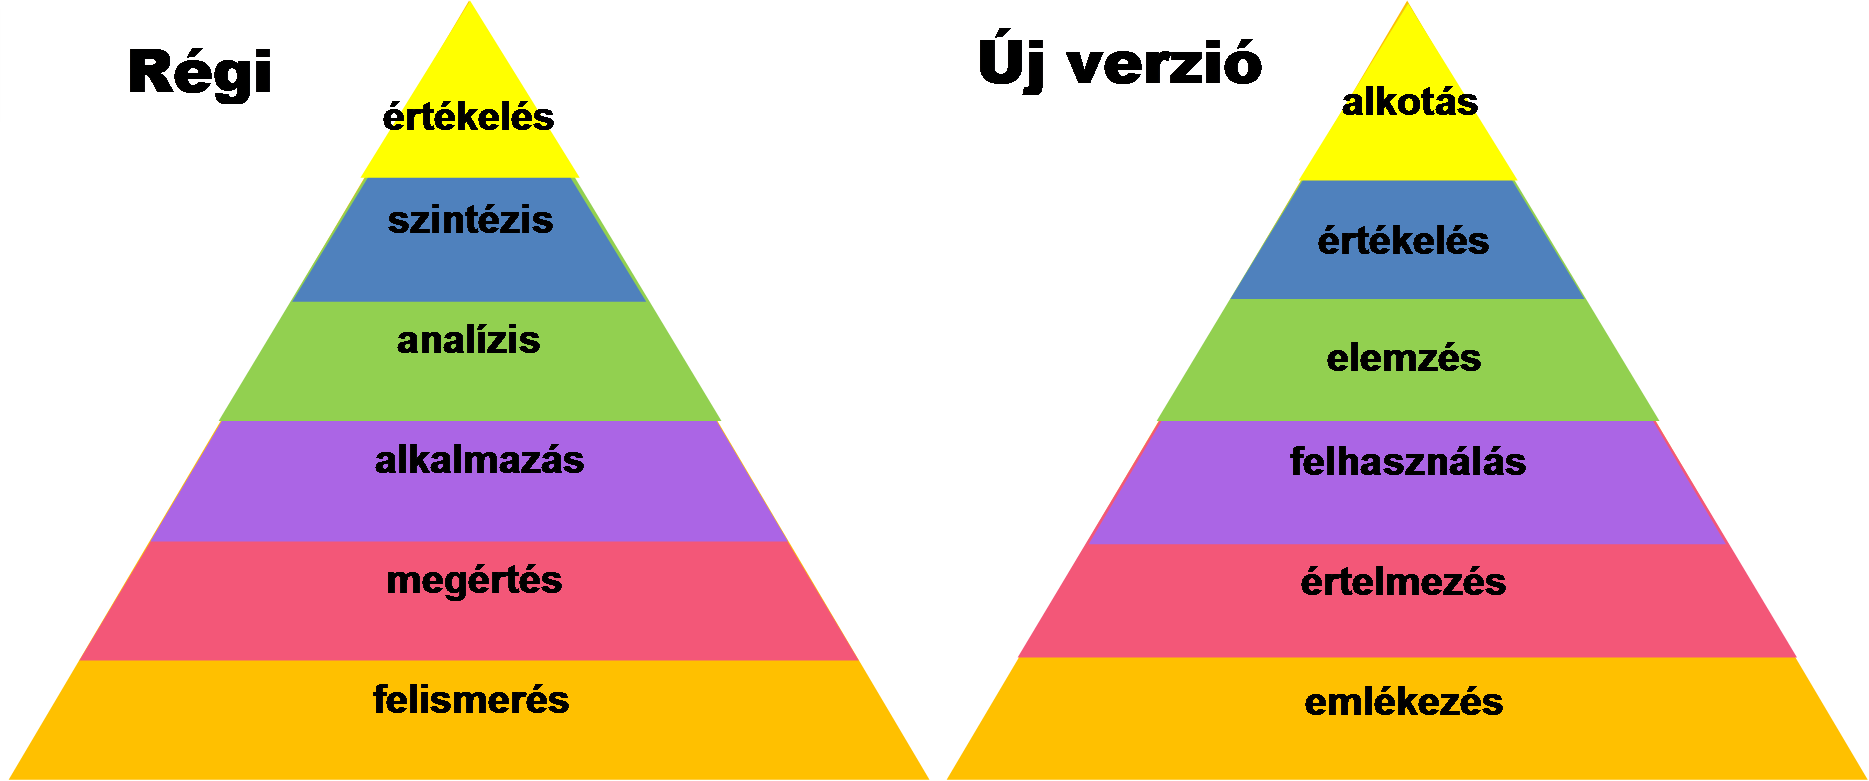 Régi
értékelés
szintézis
analízis
alkalmazás
megértés
felismerés
Új verzió
alkotás
értékelés
elemzés
felhasználás
értelmezés
emlékezés